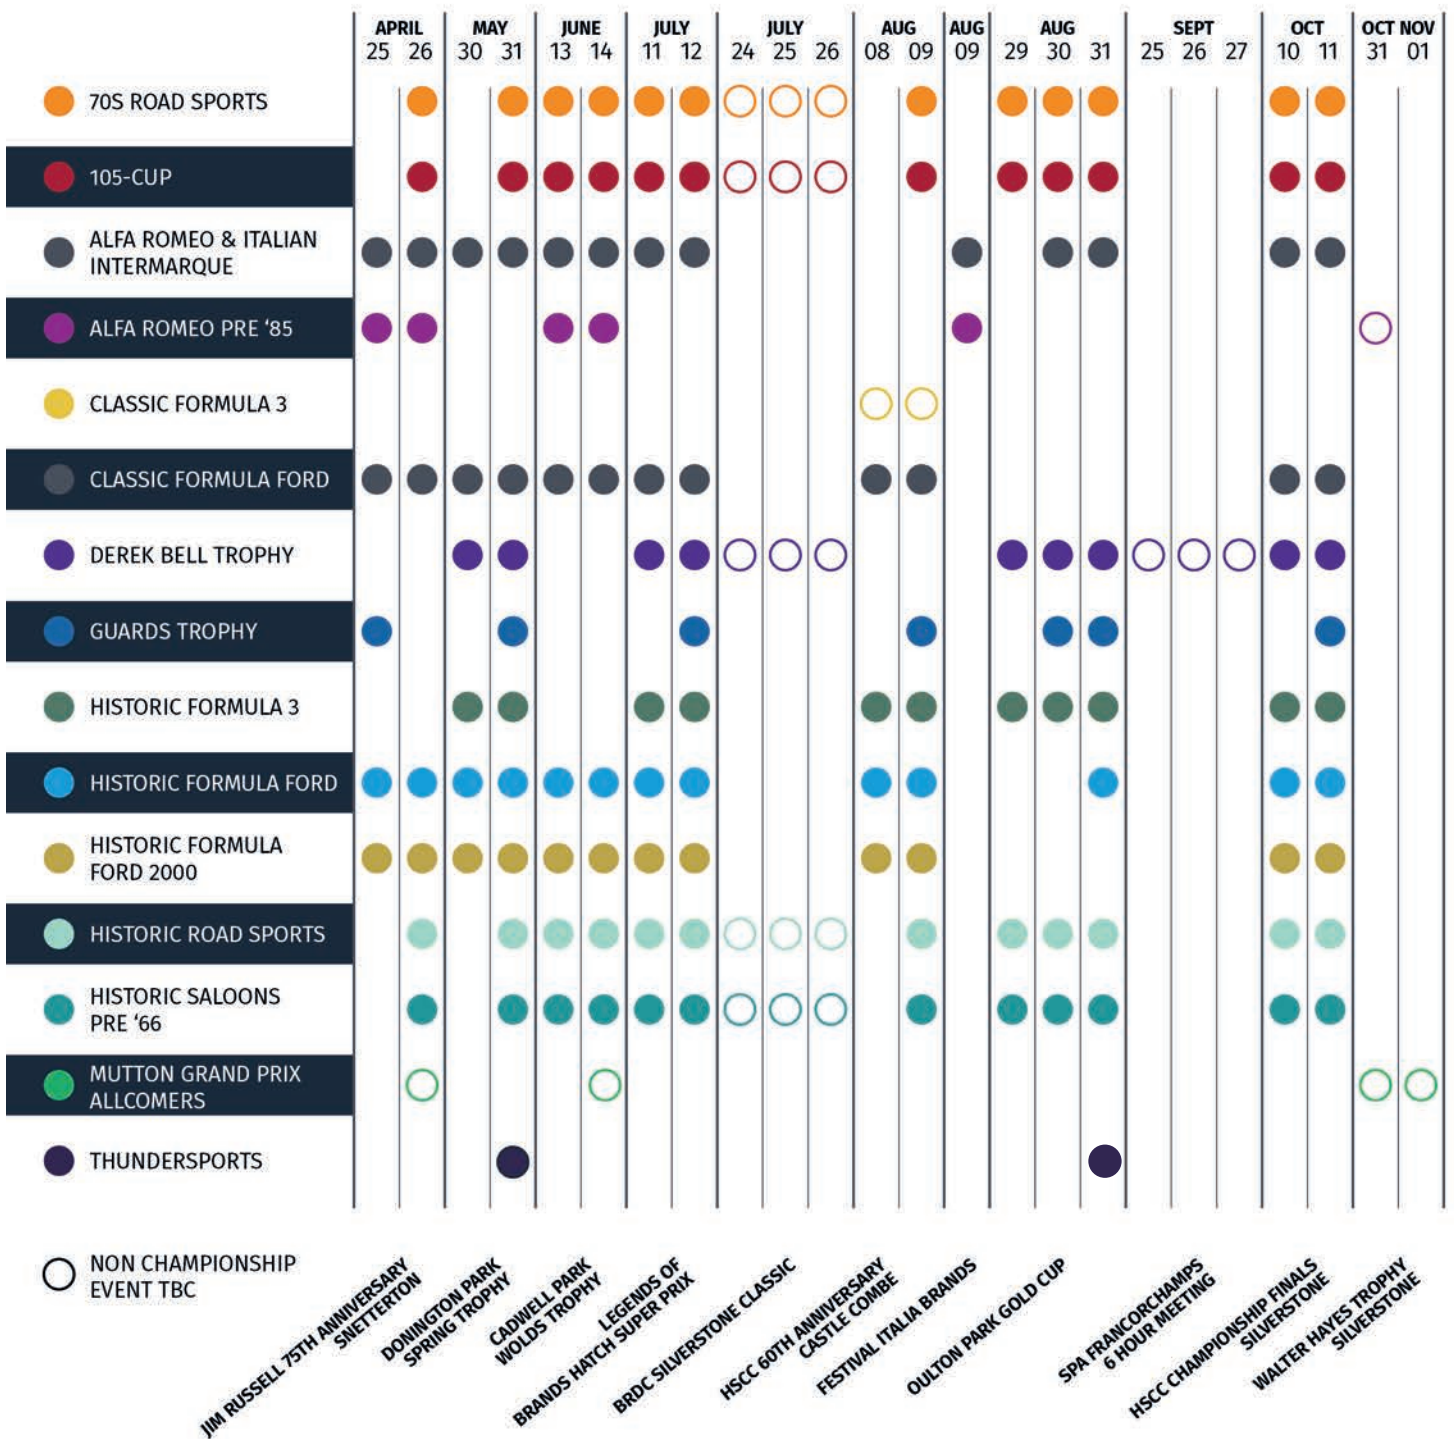 APRIL MAY JUNE JULY JULY AUG AUG AUG SEPT OCT OCT NOV
25 26 30 31 13 14 11 12 24 25 26 08 09 09 29 30 31 25 26 27 10 11 31 01
70S ROAD SPORTS
105-CUP
ALFA ROMEO & ITALIAN
INTERMARQUE
ALFA ROMEO PRE ‘85
CLASSIC FORMULA 3
CLASSIC FORMULA FORD
DEREK BELL TROPHY
GUARDS TROPHY
HISTORIC FORMULA 3
HISTORIC FORMULA FORD
HISTORIC FORMULA
FORD 2000
HISTORIC ROAD SPORTS
HISTORIC SALOONS
PRE ‘66
MUTTON GRAND PRIX
ALLCOMERS
THUNDERSPORTS
NON CHAMPIONSHIP
EVENT TBC
JIM RUSSELL 75TH ANNIVERSARY
SNETTERTON
DONINGTON PARK
SPRING TROPHY
CADWELL PARK
WOLDS TROPHY
LEGENDS OF
BRANDS HATCH SUPER PRIX
BRDC SILVERSTONE CLASSIC
HSCC 60TH ANNIVERSARY
CASTLE COMBE
FESTIVAL ITALIA BRANDS
OULTON PARK GOLD CUP
SPA FRANCORCHAMPS
6 HOUR MEETING
HSCC CHAMPIONSHIP FINALS
SILVERSTONE
WALTER HAYES TROPHY
SILVERSTONE